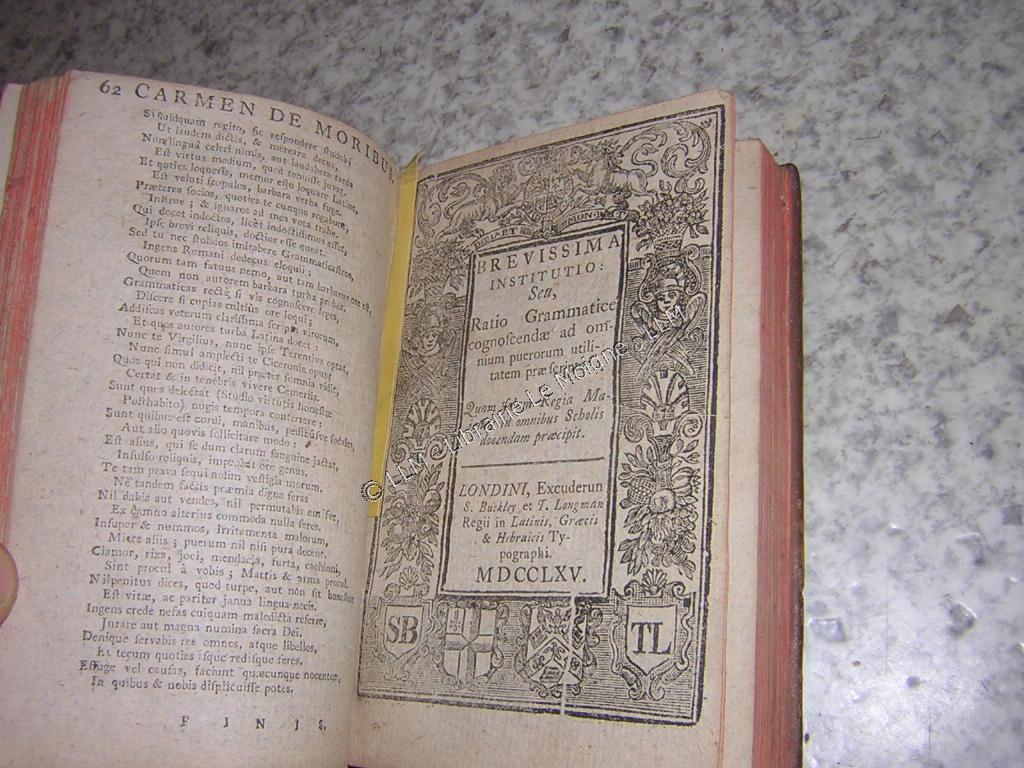 62 CARMEN DE MORIBUS.
Si quidquam rogito, sic respondere studebi
Ut laudem dictis, & mereare decus,
Non lingua celeri nimis, aut laudabere tarda
Est virtus medium, quod tenuisse juvat.
Et quoties loqueris, memor esto loquare Latine,
Et veluti scopulos, barbara verba fuge.
Præterea socios, quoties te cunque rogabunt,
Instrue; & ignaros ad mea vota trahe.
Qui docet indoctos, licet indoctissimus esset,
Ipse brevi reliquis, doctior esse queat.
Sed tu nec stolidos imitabere Grammaticastros,
Ingens Romani dedecus eloquii:
Quorum tam fatuus nemo, aut tam barbarus ore est,
Quem non autorem barbara turba probet.
Grammaticas recte si vis cognoscere leges,
Discere si cupias cultius ore loqui;
Addiscas veterum clarissima virorum,
Et quos autores turba Latina docet.
Nunc te Virgilius, nunc ipse Terentius optat,
Nunc simul amplecti te Ciceronis opus
Quos qui non didicit, nil præter somnia vidit,
Certat & in tenebris vivere Cimeriis.
Sunt quos delectat (Studio virtutis honestæ
Posthabito) nugis tempora conterere:
Sunt quibus est cordi, manibus, pedibusve sodales,
Aut alio quovis sollicitare modo:
Est alius, qui se dum clarum sanguine jactat,
Insulso reliquis, improbat ore genus.
Te tam prava sequi nolim vestigia morum.
Ne tandem factis præmia digna feras
Nil dabis aut vendes, nil permutabis emesve,
Ex damno alterius commoda nulla feres.
Insuper & nummos, irritamenta malorum,
Mitte aliis; puerum nil nisi pura decent.
Clamor, rixa, joci, mendacia, furta, cachinni,
Sint procul à vobis; Martis & arma procul.
Nil penitus dices, quod turpe, aut non sit honestum
Est vitæ, ac pariter janua lingua necis.
Ingens crede nefas cuiquam maledicta referre,
Jurare aut magna numina sacra Dei.
Denique servabis res omnes, atque libellos,
Et tecum quoties isque redisque feres.
Effuge vel causas, faciunt quæcunque nocentem,
In quibus & nobis displicuisse potes.
F I N I S.
BREVISSIMA
INSTITUTIO:
Seu,
Ratio Grammatices
cognoscendæ ad om-
nium puerorum utili-
tatem præscripta
Quam Regia Ma-
in omnibus Scholis
docendam præcipit.
LONDINI, Excuderun
S. Buckley et T. Longman
Regii in Latinis, Græcis
& Hebraicis Ty-
pographi.
MDCCLXV.
SB
TL
© LLM - Librairie Le Moigne - LLM